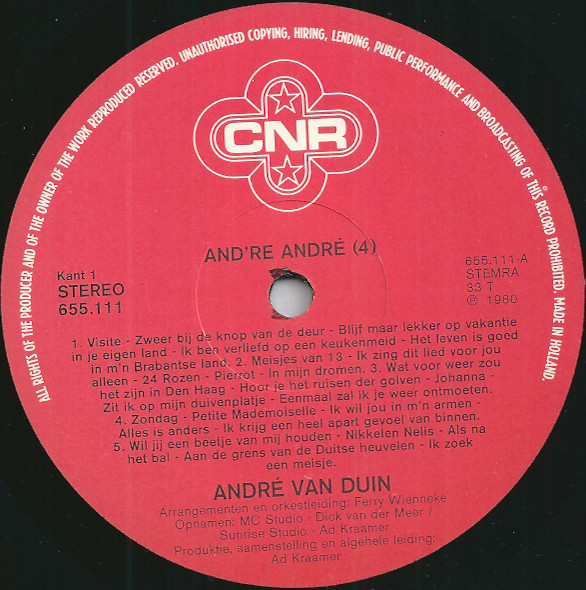 ALL RIGHTS OF THE PRODUCER AND OF THE OWNER OF THE WORK REPRODUCED RESERVED. UNAUTHORISED COPYING, HIRING, LENDING, PUBLIC PERFORMANCE AND BROADCASTING OF THIS RECORD PROHIBITED. MADE IN HOLLAND.
CNR
AND'RE ANDRÉ (4)
Kant 1
STEREO
655.111
655.111-A
STEMRA
33 T
℗ 1980
1. Visite - Zweer bij de knop van de deur - Blijf maar lekker op vakantie
in je eigen land - Ik ben verliefd op een keukenmeid - Het leven is goed
in m'n Brabantse land. 2. Meisjes van 13 - Ik zing dit lied voor jou
alleen - 24 Rozen - Pierrot - In mijn dromen. 3. Wat voor weer zou
het zijn in Den Haag - Hoor je het ruisen der golven - Johanna -
Zit ik op mijn duivenplatje - Eenmaal zal ik je weer ontmoeten.
4. Zondag - Petite Mademoiselle - Ik wil jou in m'n armen -
Alles is anders - Ik krijg een heel apart gevoel van binnen.
5. Wil jij een beetje van mij houden - Nikkelen Nelis - Als na
het bal - Aan de grens van de Duitse heuvelen - Ik zoek
een meisje.
ANDRÉ VAN DUIN
Arrangementen en orkestleiding: Ferry Wienneke
Opnamen: MC Studio - Dick van der Meer /
Sunrise Studio - Ad Kraamer
Produktie, samenstelling en algehele leiding:
Ad Kraamer